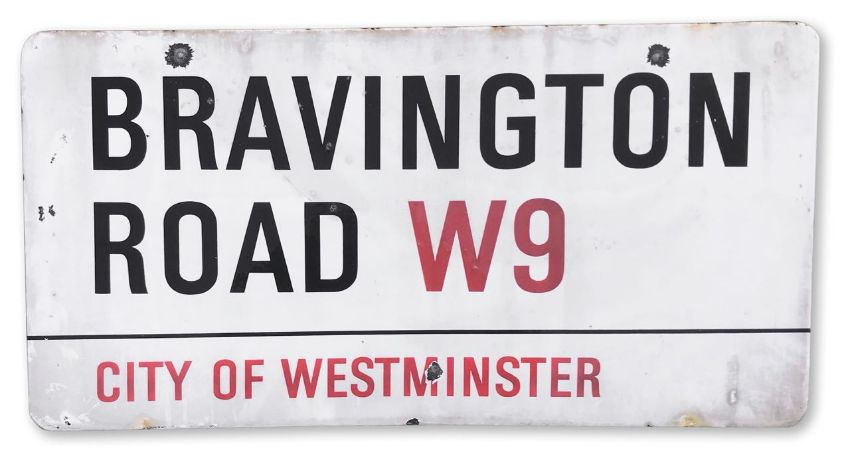 BRAVINGTON
ROAD W9
CITY OF WESTMINSTER